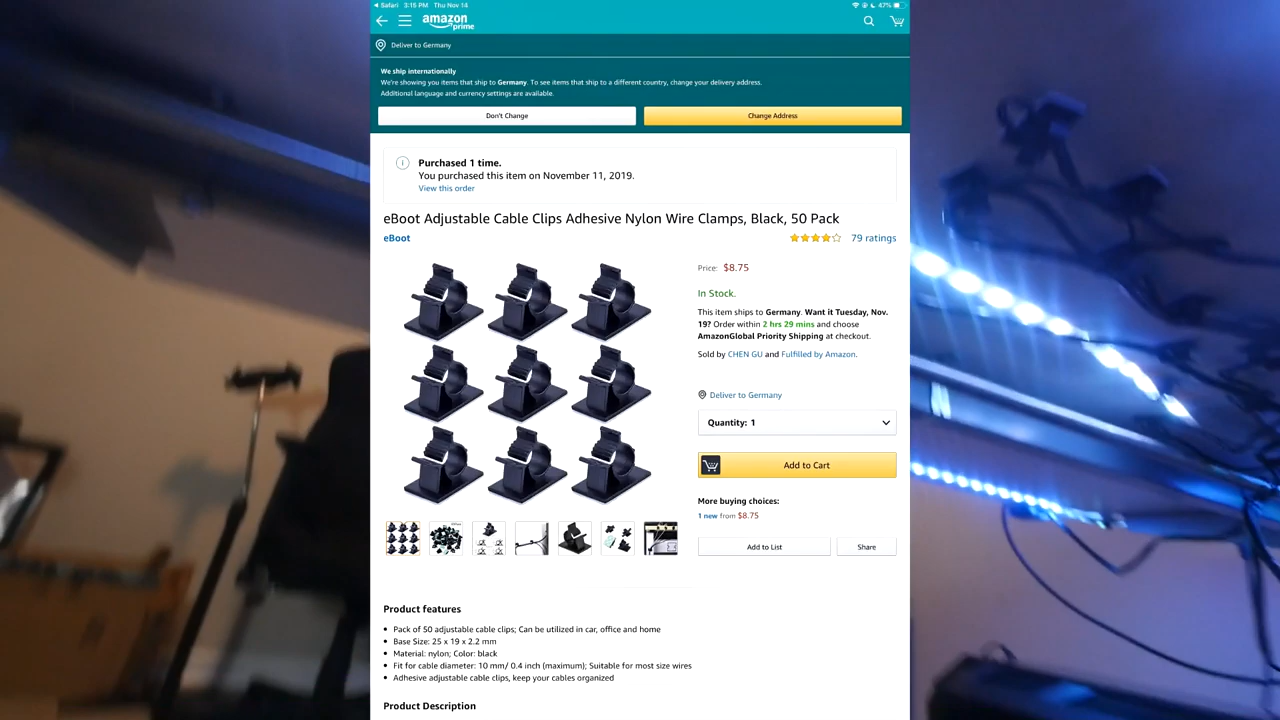 Safari 3:15 PM Thu Nov 14 47%
amazon prime
Deliver to Germany
We ship internationally
We're showing you items that ship to Germany. To see items that ship to a different country, change your delivery address.
Additional language and currency settings are available.
Don't Change
Change Address
Purchased 1 time.
You purchased this item on November 11, 2019.
View this order
eBoot Adjustable Cable Clips Adhesive Nylon Wire Clamps, Black, 50 Pack
eBoot
79 ratings
Price: $8.75
In Stock.
This item ships to Germany. Want it Tuesday, Nov.
19? Order within 2 hrs 29 mins and choose
AmazonGlobal Priority Shipping at checkout.
Sold by CHEN GU and Fulfilled by Amazon.
Deliver to Germany
Quantity: 1
Add to Cart
More buying choices:
1 new from $8.75
Add to List
Share
Product features
• Pack of 50 adjustable cable clips; Can be utilized in car, office and home
• Base Size: 25 x 19 x 2.2 mm
• Material: nylon; Color: black
• Fit for cable diameter: 10 mm/ 0.4 inch (maximum); Suitable for most size wires
• Adhesive adjustable cable clips, keep your cables organized
Product Description